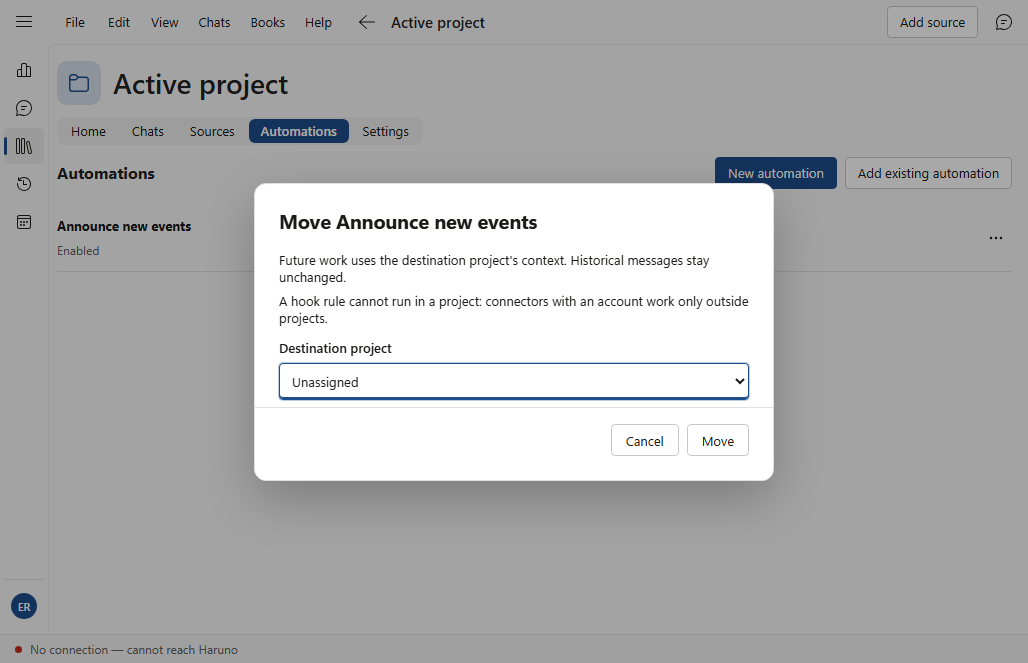 File Edit View Chats Books Help Active project Add source
Active project
Home Chats Sources Automations Settings
Automations New automation Add existing automation
Announce new events
Enabled
Move Announce new events
Future work uses the destination project's context. Historical messages stay
unchanged.
A hook rule cannot run in a project: connectors with an account work only outside
projects.
Destination project
Unassigned
Cancel Move
ER
No connection — cannot reach Haruno